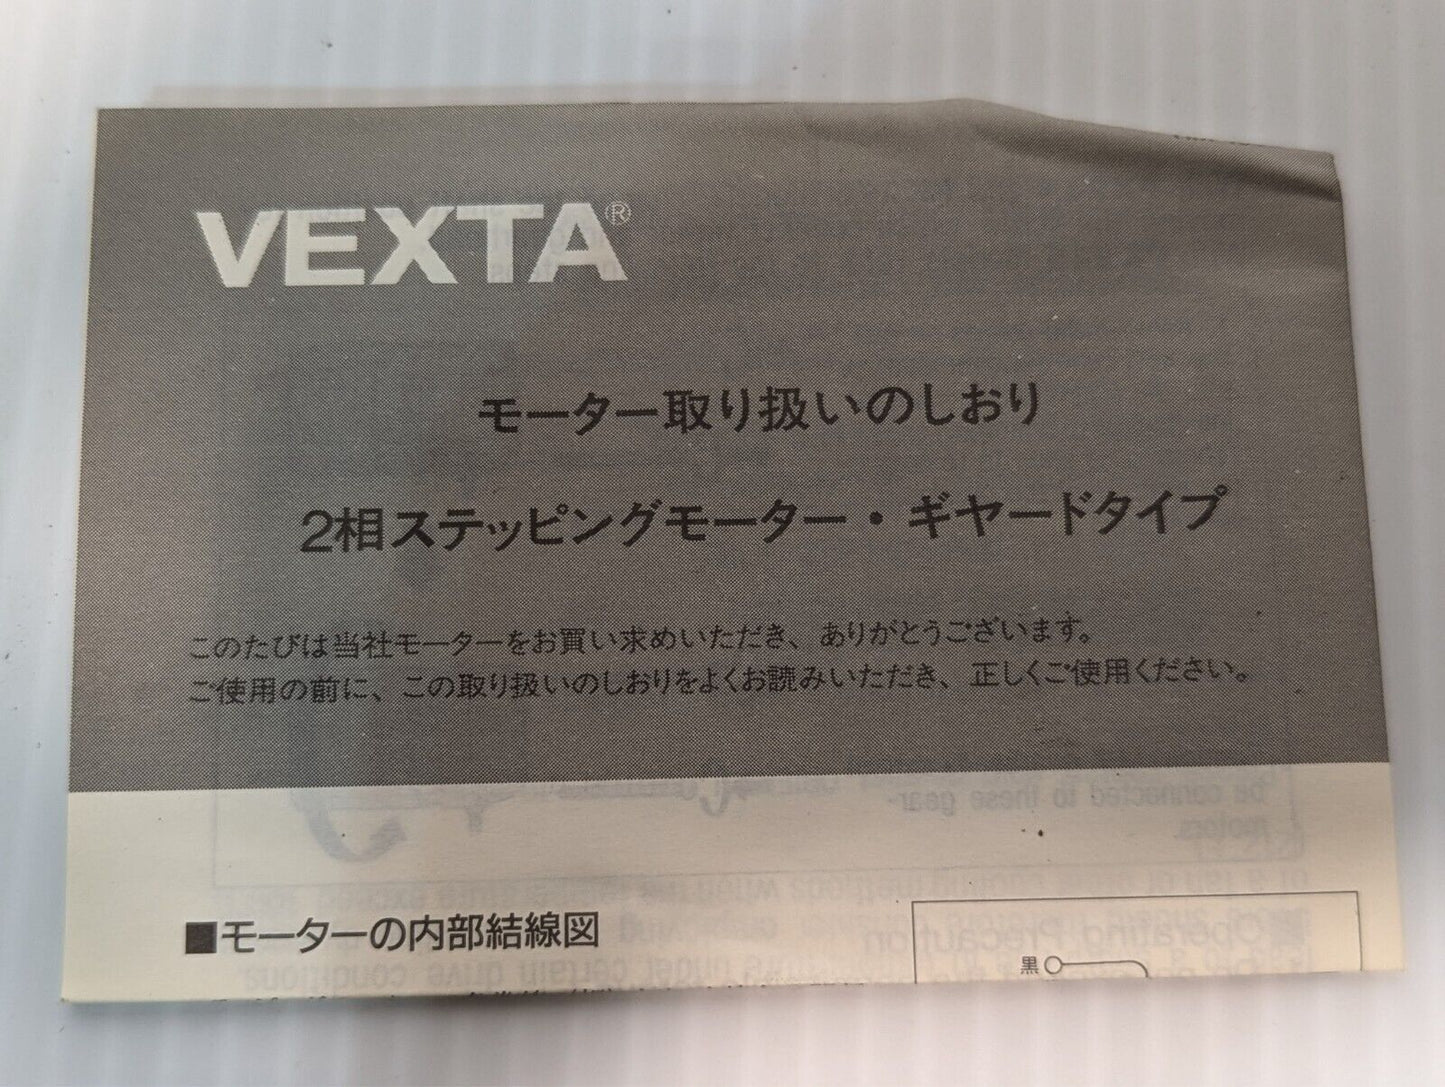 VEXTA®
モーター取り扱いのしおり
2相ステッピングモーター・ギヤードタイプ
このたびは当社モーターをお買い求めいただき、ありがとうございます。
ご使用の前に、この取り扱いのしおりをよくお読みいただき、正しくご使用ください。
be connected to these gear-
motors.
■モーターの内部結線図
黒